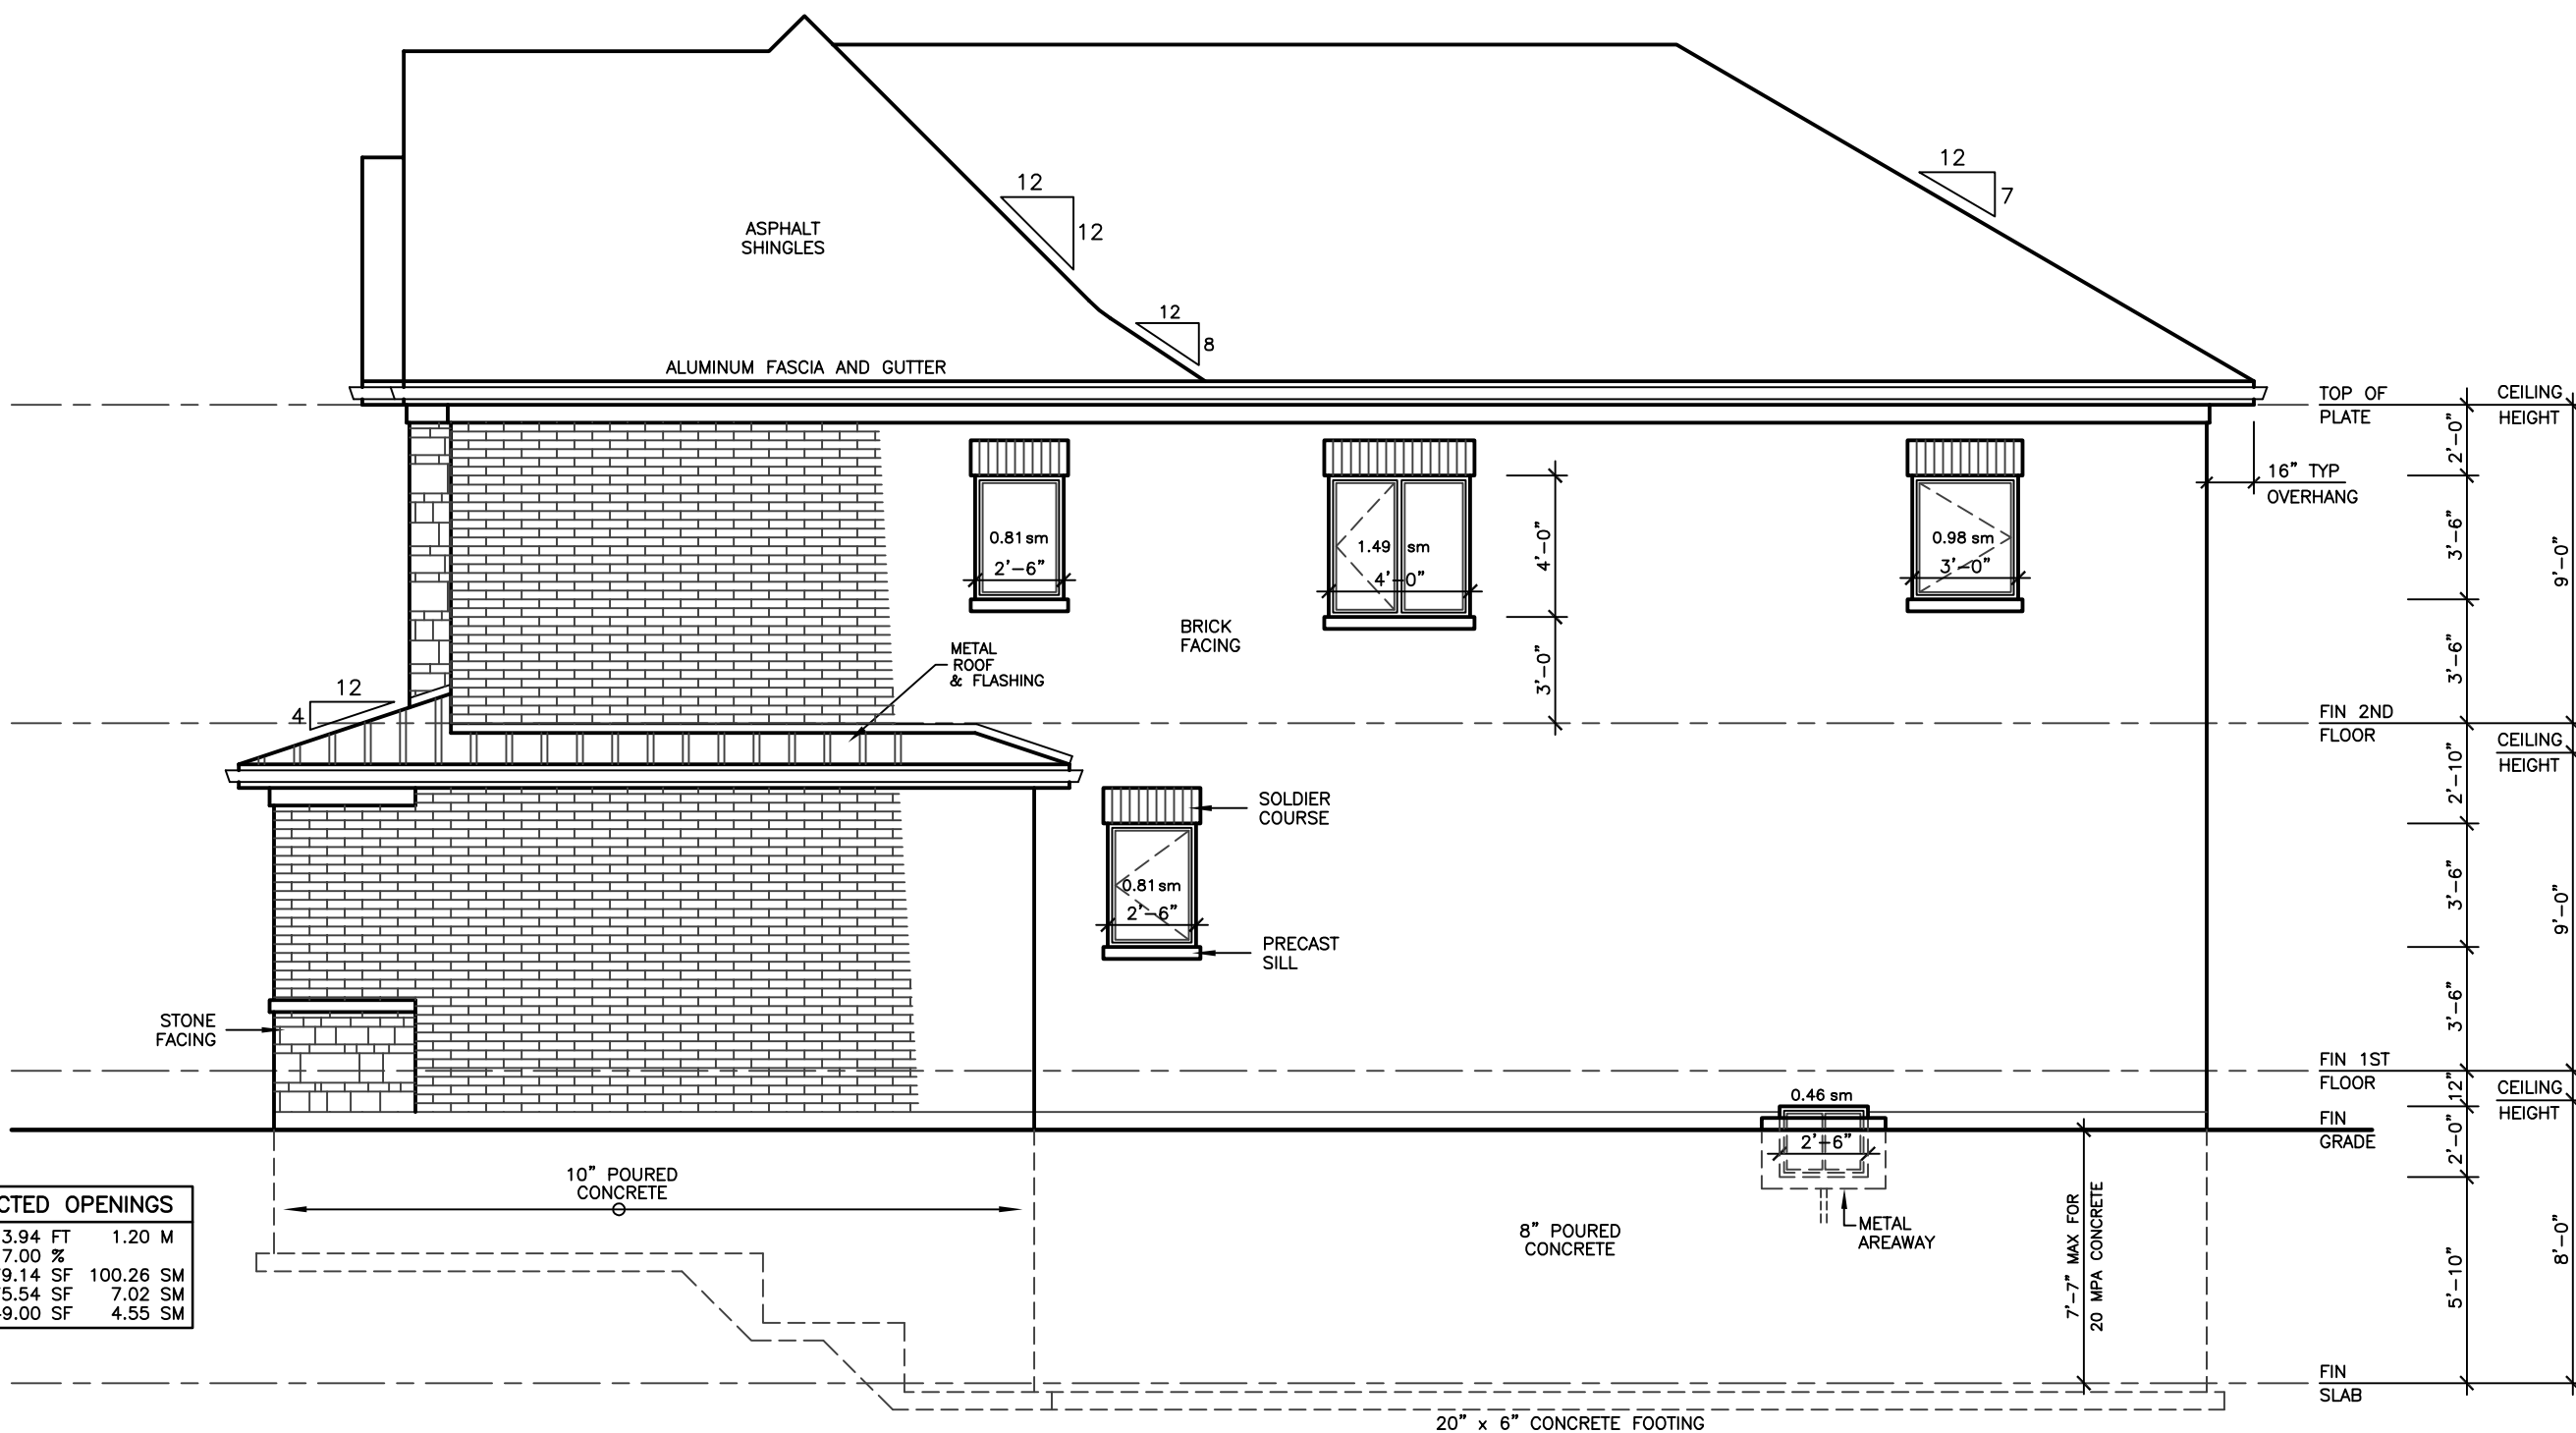 12
7
12
12
ASPHALT
SHINGLES
12
8
ALUMINUM FASCIA AND GUTTER
TOP OF
PLATE
CEILING
HEIGHT
2'-0"
16" TYP
OVERHANG
0.81 sm
2'-6"
1.49 sm
4'-0"
4'-0"
0.98 sm
3'-0"
3'-6"
9'-0"
BRICK
FACING
METAL
ROOF
& FLASHING
3'-0"
3'-6"
12
4
FIN 2ND
FLOOR
CEILING
HEIGHT
2'-10"
SOLDIER
COURSE
0.81 sm
2'-6"
3'-6"
9'-0"
PRECAST
SILL
3'-6"
STONE
FACING
FIN 1ST
FLOOR
12"
CEILING
HEIGHT
0.46 sm
2'-6"
FIN
GRADE
2'-0"
10" POURED
CONCRETE
CTED OPENINGS
3.94 FT 1.20 M
7.00 %
9.14 SF 100.26 SM
5.54 SF 7.02 SM
9.00 SF 4.55 SM
8" POURED
CONCRETE
METAL
AREAWAY
7'-7" MAX FOR
20 MPA CONCRETE
5'-10"
8'-0"
FIN
SLAB
20" x 6" CONCRETE FOOTING